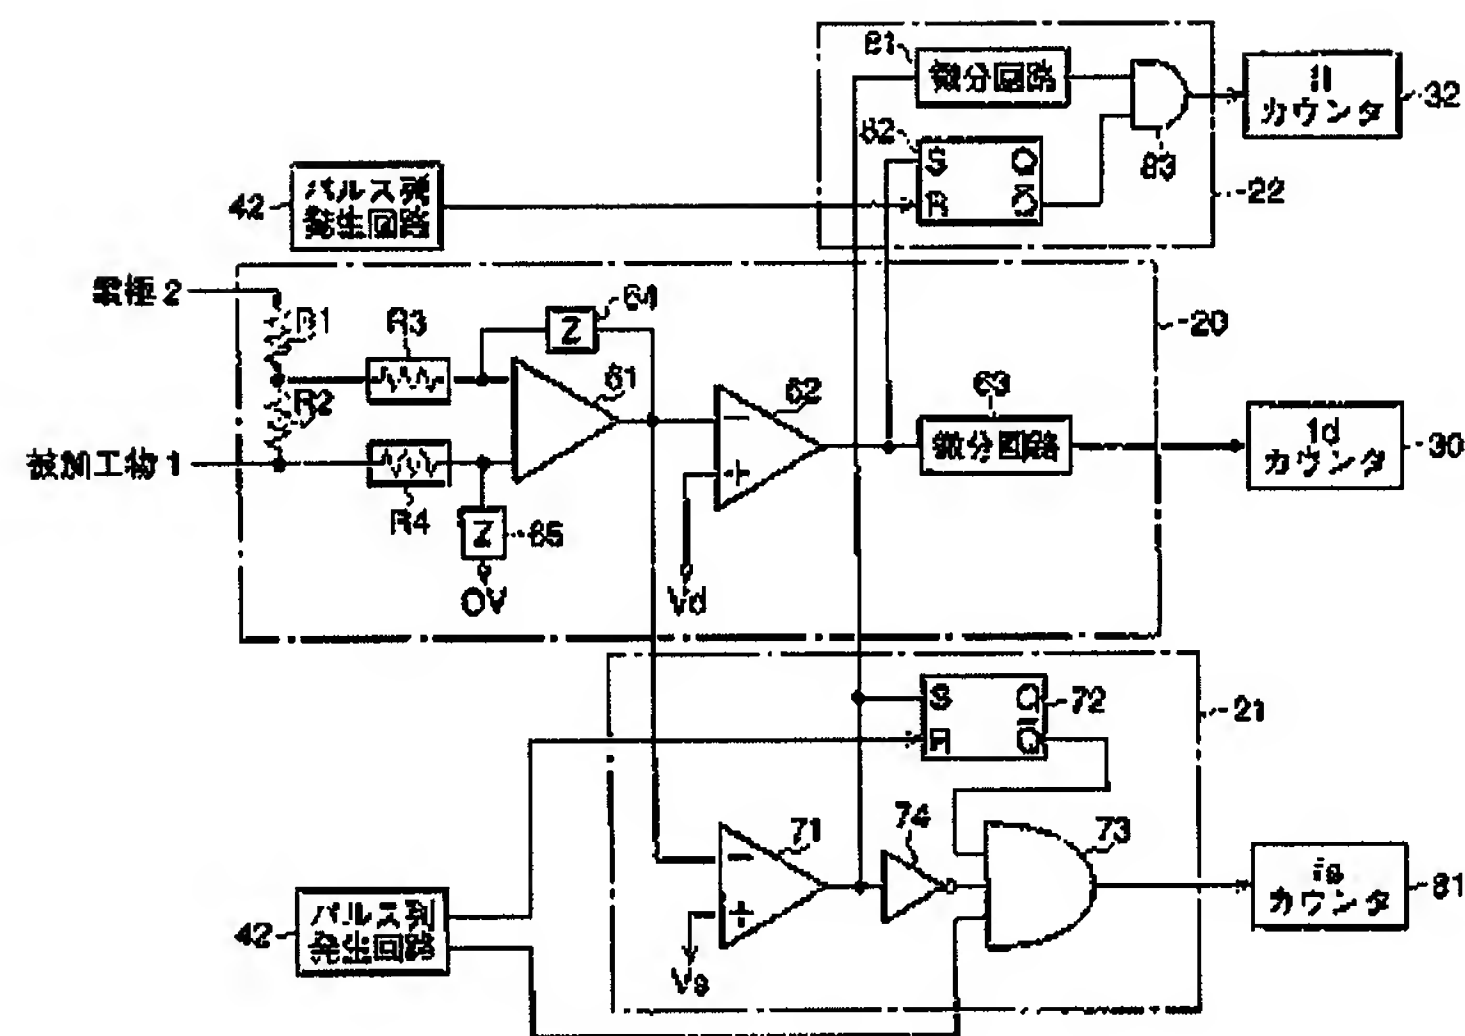 81
微分回路
カウンタ
32
82
S Q
R Q
83
22
42
パルス列
発生回路
電極2
R1
R2
R3
64
Z
61
62
63
微分回路
20
カウンタ
30
被加工物1
R4
Z
65
0V
Vd
S Q
R Q
72
21
71
74
73
カウンタ
42
パルス列
発生回路
Vs